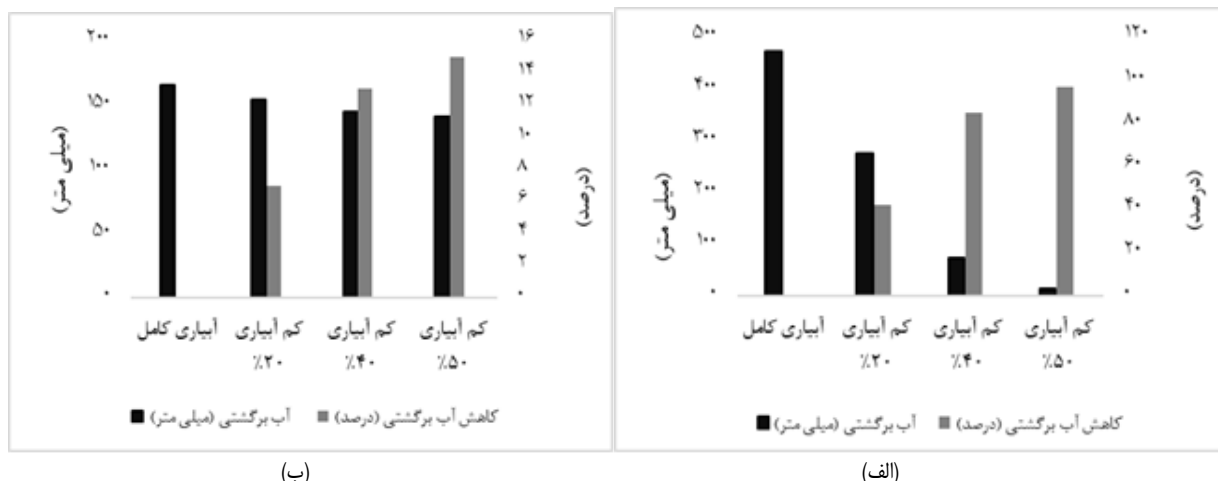 ۵۰۰
۴۰۰
۳۰۰
۲۰۰
۱۰۰
۰
(میلی متر)
۱۲۰
۱۰۰
۸۰
۶۰
۴۰
۲۰
۰
(درصد)
آبیاری کامل
کم آبیاری
٪۲۰
کم آبیاری
٪۴۰
کم آبیاری
٪۵۰
آب برگشتی (میلی متر)
کاهش آب برگشتی (درصد)
(الف)
۲۰۰
۱۵۰
۱۰۰
۵۰
۰
(میلی متر)
۱۶
۱۴
۱۲
۱۰
۸
۶
۴
۲
۰
(درصد)
آبیاری کامل
کم آبیاری
٪۲۰
کم آبیاری
٪۴۰
کم آبیاری
٪۵۰
آب برگشتی (میلی متر)
کاهش آب برگشتی (درصد)
(ب)